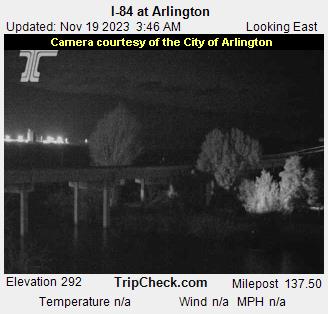 I-84 at Arlington
Updated: Nov 19 2023 3:46 AM Looking East
Camera courtesy of the City of Arlington
Elevation 292 TripCheck.com Milepost 137.50
Temperature n/a Wind n/a MPH n/a